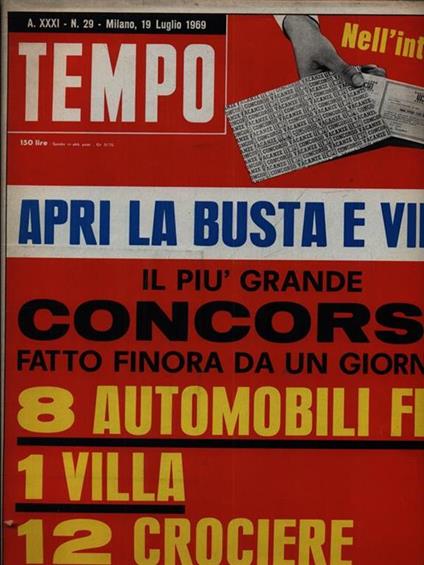 A. XXXI - N. 29 - Milano, 19 Luglio 1969
TEMPO
Nell'int
150 lire
APRI LA BUSTA E VI
IL PIU' GRANDE
CONCORS
FATTO FINORA DA UN GIORN
8 AUTOMOBILI FI
1 VILLA
12 CROCIERE